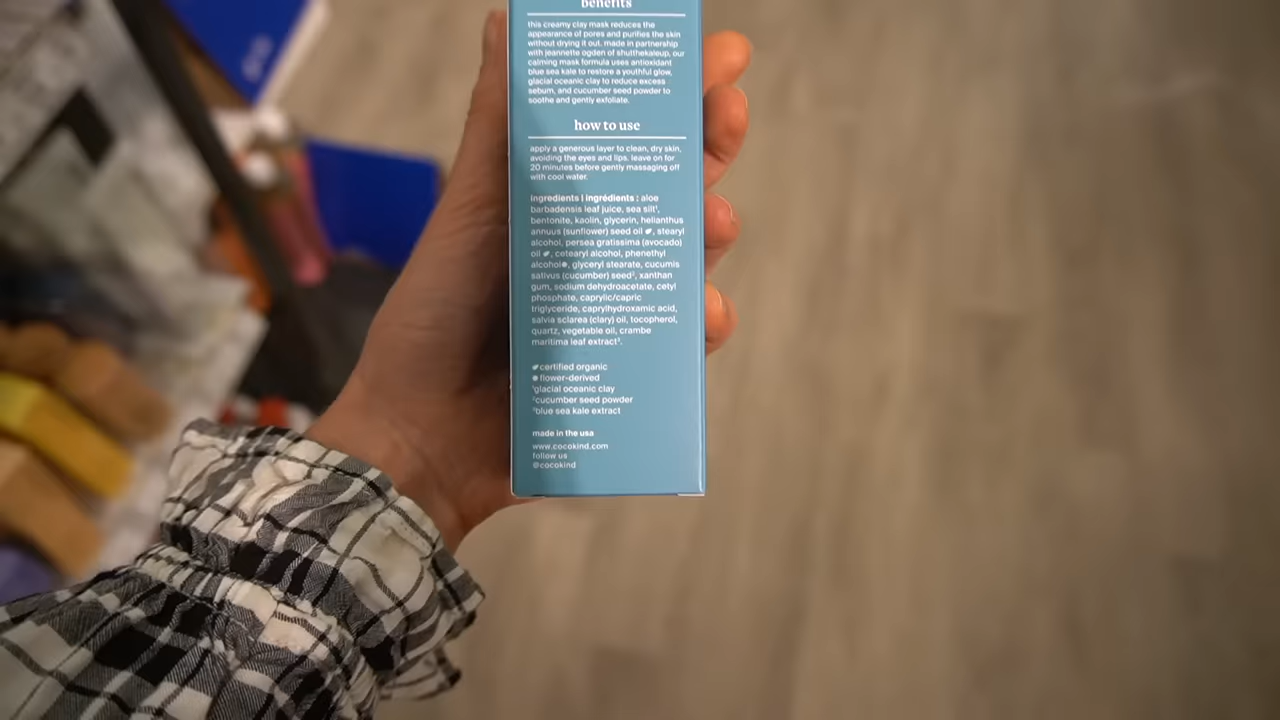 benefits
this creamy clay mask reduces the
appearance of pores and purifies the skin
without drying it out. made in partnership
with jeannette ogden of shutthekaleup, our
calming mask formula uses antioxidant
blue sea kale to restore a youthful glow,
glacial oceanic clay to reduce excess
sebum, and cucumber seed powder to
soothe and gently exfoliate.
how to use
apply a generous layer to clean, dry skin,
avoiding the eyes and lips. leave on for
20 minutes before gently massaging off
with cool water.
ingredients | ingrédients : aloe
barbadensis leaf juice, sea silt¹,
bentonite, kaolin, glycerin, helianthus
annuus (sunflower) seed oil, stearyl
alcohol, persea gratissima (avocado)
oil, cetearyl alcohol, phenethyl
alcohol, glyceryl stearate, cucumis
sativus (cucumber) seed², xanthan
gum, sodium dehydroacetate, cetyl
phosphate, caprylic/capric
triglyceride, caprylhydroxamic acid,
salvia sclarea (clary) oil, tocopherol,
quartz, vegetable oil, crambe
maritima leaf extract³.
certified organic
flower-derived
¹glacial oceanic clay
²cucumber seed powder
³blue sea kale extract
made in the usa
www.cocokind.com
follow us
@cocokind